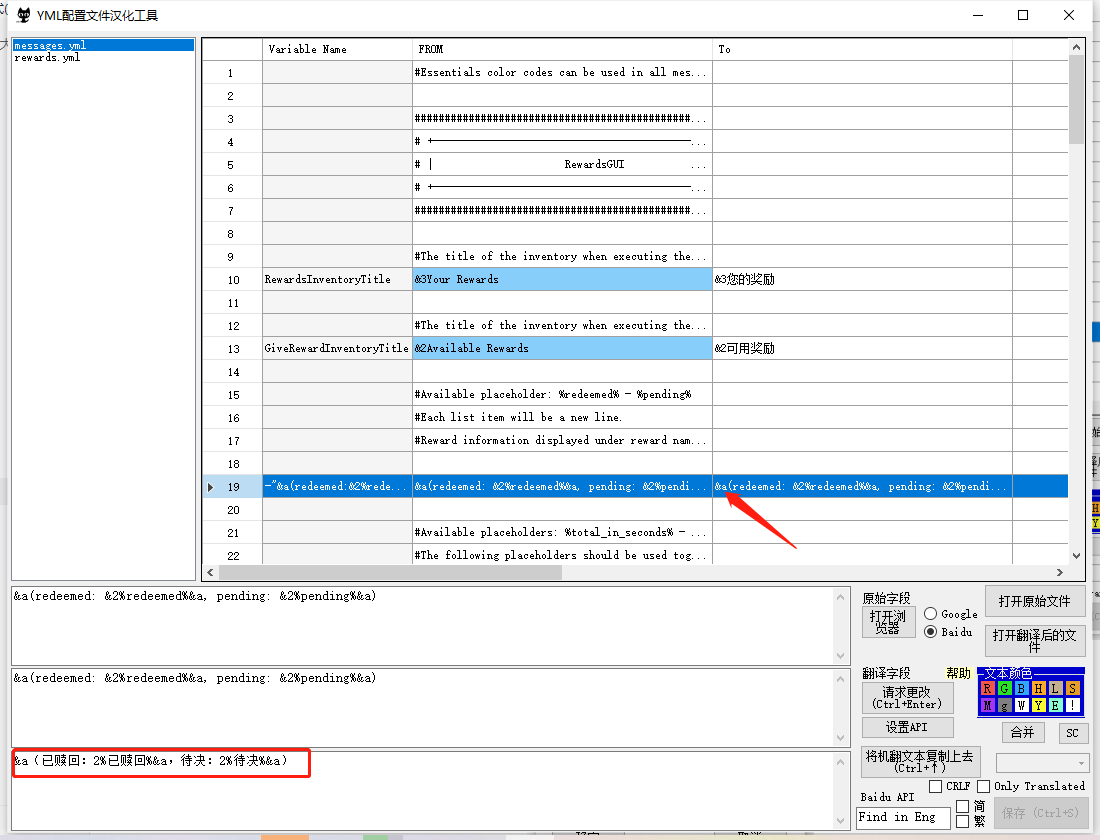 YML配置文件汉化工具
messages.yml
rewards.yml
Variable Name FROM To
1 #Essentials color codes can be used in all mes...
2
3 ##############################################...
4 # +──────────────────────...
5 # | RewardsGUI ...
6 # +──────────────────────...
7 ##############################################...
8
9 #The title of the inventory when executing the...
10 RewardsInventoryTitle &3Your Rewards &3您的奖励
11
12 #The title of the inventory when executing the...
13 GiveRewardInventoryTitle &2Available Rewards &2可用奖励
14
15 #Available placeholder: %redeemed% - %pending%
16 #Each list item will be a new line.
17 #Reward information displayed under reward nam...
18
19 -"&a(redeemed:&2%rede... &a(redeemed: &2%redeemed%&a, pending: &2%pendi... &a(redeemed: &2%redeemed%&a, pending: &2%pendi...
20
21 #Available placeholders: %total_in_seconds% - ...
22 #The following placeholders should be used tog...
&a(redeemed: &2%redeemed%&a, pending: &2%pending%&a)
&a(redeemed: &2%redeemed%&a, pending: &2%pending%&a)
&a（已赎回：2%已赎回%&a，待决：2%待决%&a）
原始字段
打开浏
览器
Google
Baidu
打开原始文件
打开翻译后的文
件
翻译字段 帮助
请求更改
(Ctrl+Enter)
设置API
文本颜色
R G B H L S
M g W Y E !
合并 SC
将机翻文本复制上去
(Ctrl+↑)
CRLF Only Translated
Baidu API
Find in Eng
简
繁
保存 (Ctrl+S)